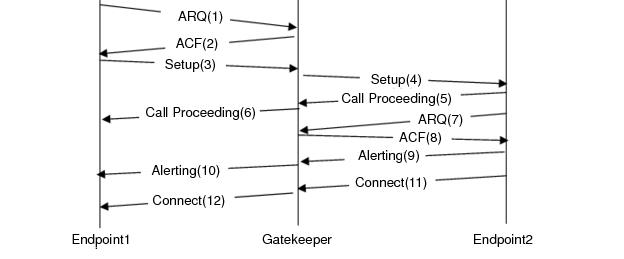 ARQ(1)
ACF(2)
Setup(3)
Setup(4)
Call Proceeding(5)
Call Proceeding(6)
ARQ(7)
ACF(8)
Alerting(9)
Alerting(10)
Connect(11)
Connect(12)
Endpoint1 Gatekeeper Endpoint2